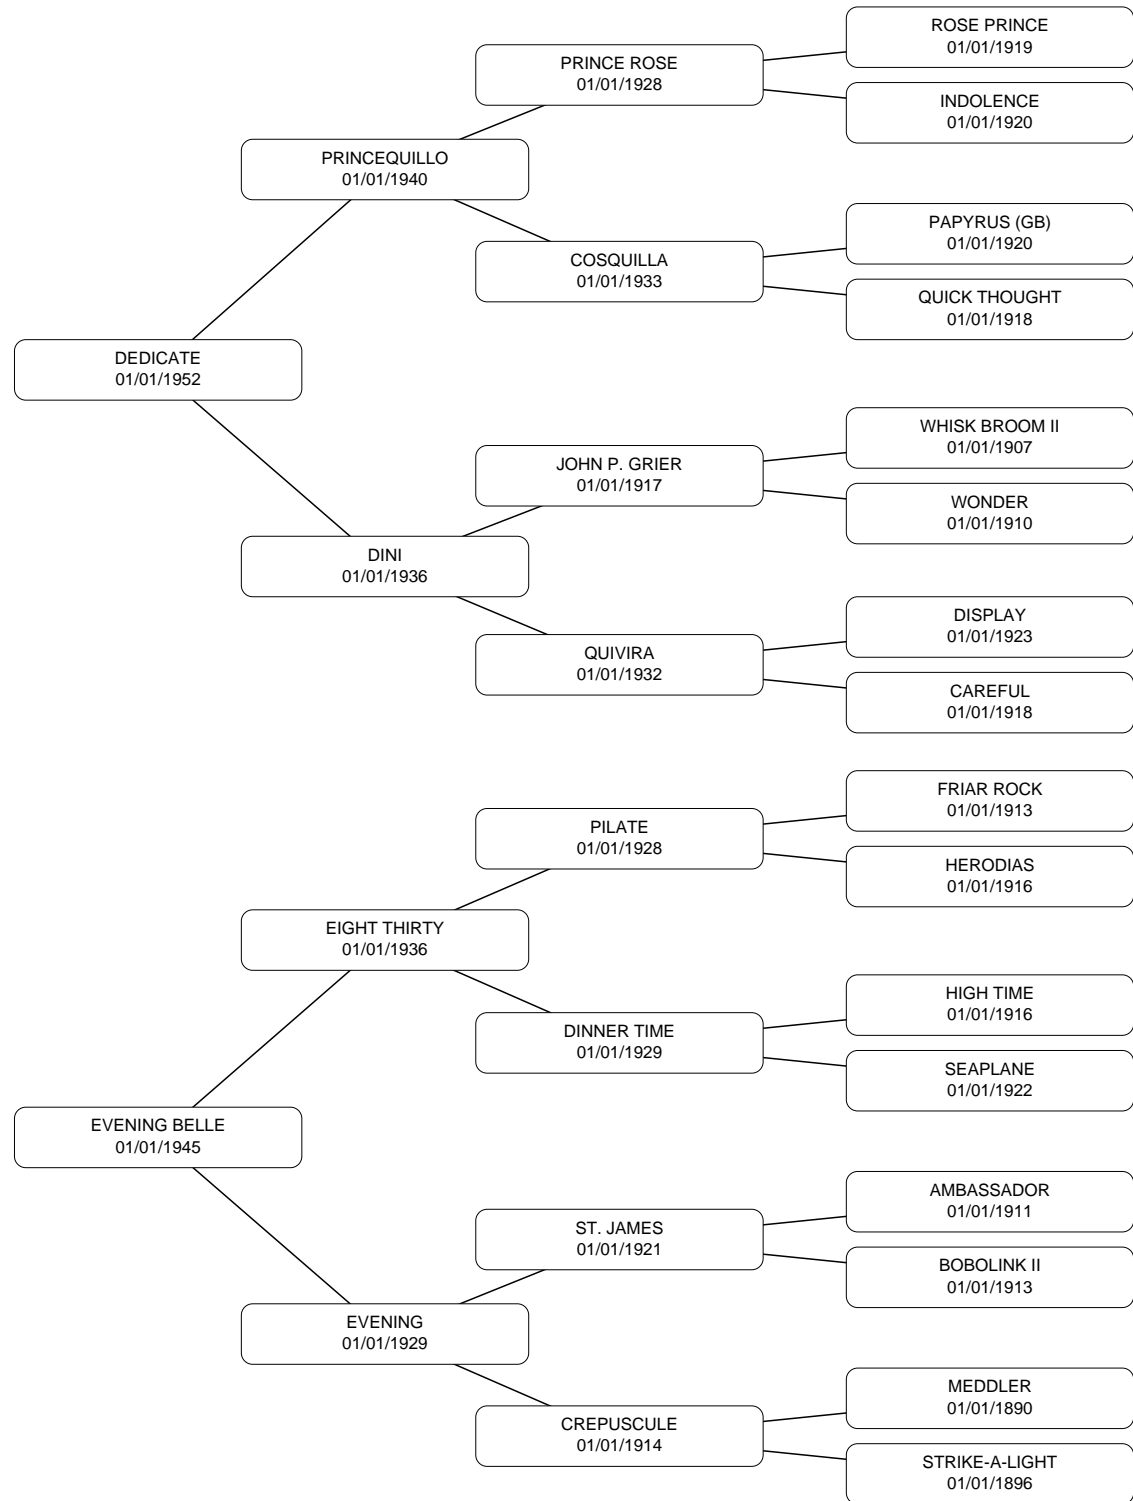 ROSE PRINCE
01/01/1919
PRINCE ROSE
01/01/1928
INDOLENCE
01/01/1920
PRINCEQUILLO
01/01/1940
PAPYRUS (GB)
01/01/1920
COSQUILLA
01/01/1933
QUICK THOUGHT
01/01/1918
DEDICATE
01/01/1952
WHISK BROOM II
01/01/1907
JOHN P. GRIER
01/01/1917
WONDER
01/01/1910
DINI
01/01/1936
DISPLAY
01/01/1923
QUIVIRA
01/01/1932
CAREFUL
01/01/1918
FRIAR ROCK
01/01/1913
PILATE
01/01/1928
HERODIAS
01/01/1916
EIGHT THIRTY
01/01/1936
HIGH TIME
01/01/1916
DINNER TIME
01/01/1929
SEAPLANE
01/01/1922
EVENING BELLE
01/01/1945
AMBASSADOR
01/01/1911
ST. JAMES
01/01/1921
BOBOLINK II
01/01/1913
EVENING
01/01/1929
MEDDLER
01/01/1890
CREPUSCULE
01/01/1914
STRIKE-A-LIGHT
01/01/1896